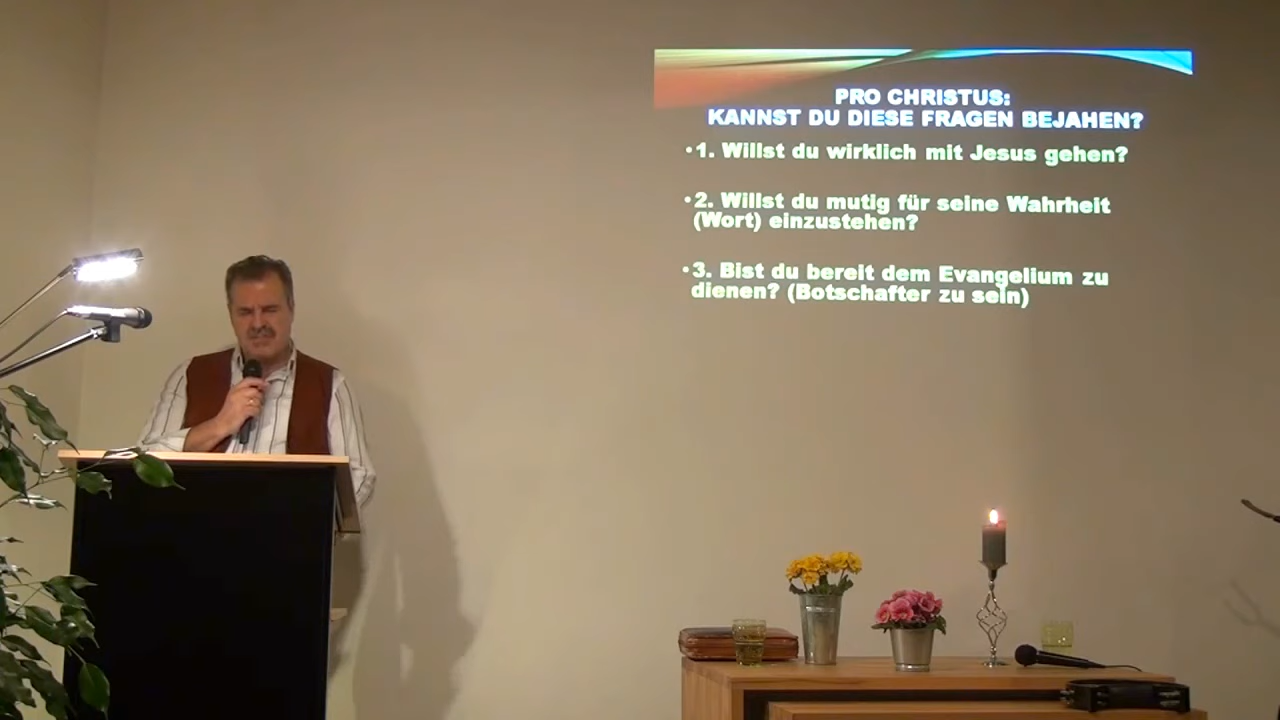 PRO CHRISTUS:
KANNST DU DIESE FRAGEN BEJAHEN?
•1. Willst du wirklich mit Jesus gehen?
•2. Willst du mutig für seine Wahrheit
(Wort) einzustehen?
•3. Bist du bereit dem Evangelium zu
dienen? (Botschafter zu sein)